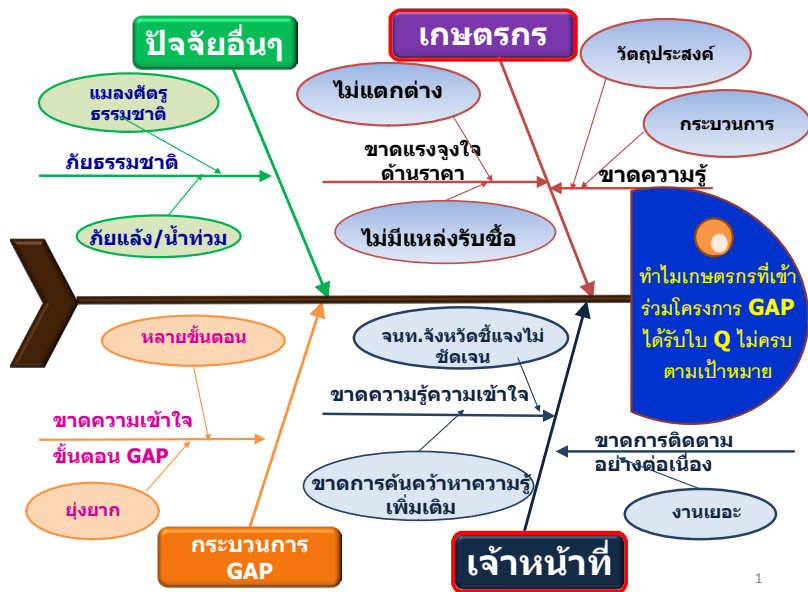 ปัจจัยอื่นๆ
เกษตรกร
วัตถุประสงค์
แมลงศัตรู
ธรรมชาติ
ไม่แตกต่าง
กระบวนการ
ภัยธรรมชาติ
ขาดแรงจูงใจ
ด้านราคา
ขาดความรู้
ภัยแล้ง/น้ำท่วม
ไม่มีแหล่งรับซื้อ
ทำไมเกษตรกรที่เข้า
ร่วมโครงการ GAP
ได้รับใบ Q ไม่ครบ
ตามเป้าหมาย
หลายขั้นตอน
จนท.จังหวัดชี้แจงไม่
ชัดเจน
ขาดความรู้ความเข้าใจ
ขาดความเข้าใจ
ขั้นตอน GAP
ขาดการติดตาม
อย่างต่อเนื่อง
ขาดการค้นคว้าหาความรู้
เพิ่มเติม
ยุ่งยาก
งานเยอะ
กระบวนการ
GAP
เจ้าหน้าที่
1